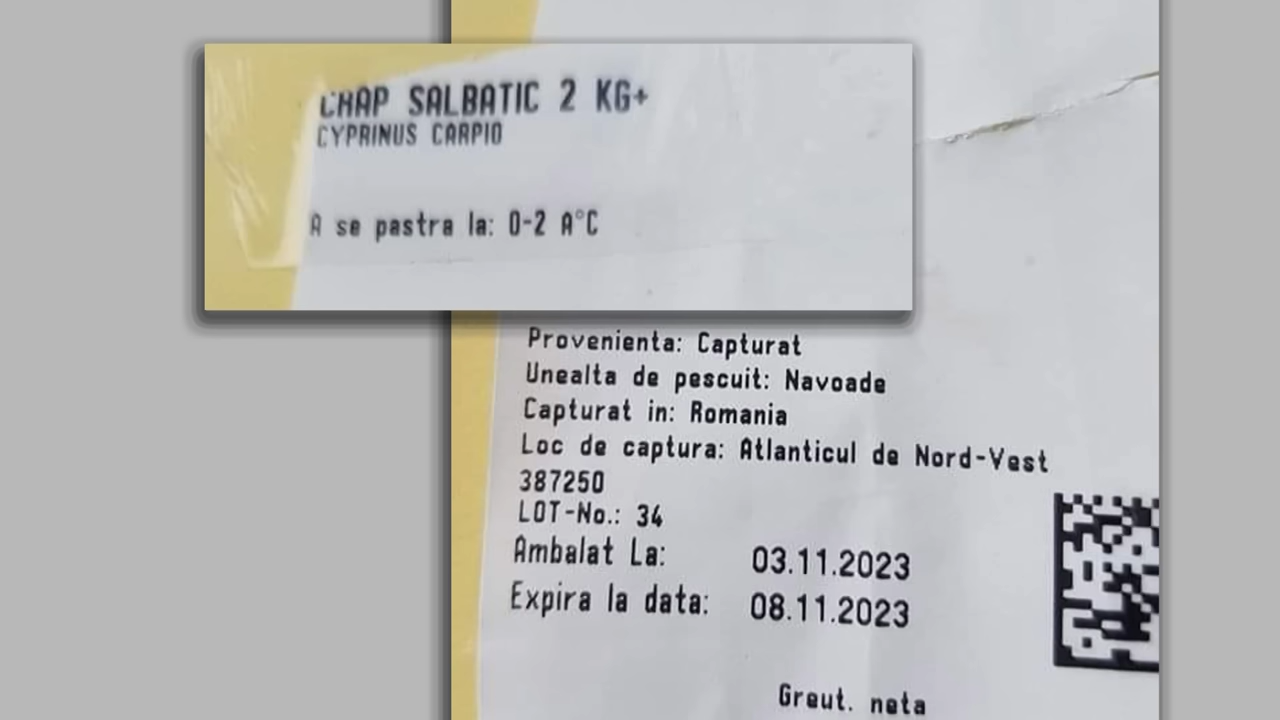 CRAP SALBATIC 2 KG+
CYPRINUS CARPIO
A se pastra la: 0-2 A°C
Provenienta: Capturat
Unealta de pescuit: Navoade
Capturat in: Romania
Loc de captura: Atlanticul de Nord-Vest
387250
LOT-No.: 34
Ambalat La: 03.11.2023
Expira la data: 08.11.2023
Greut. neta